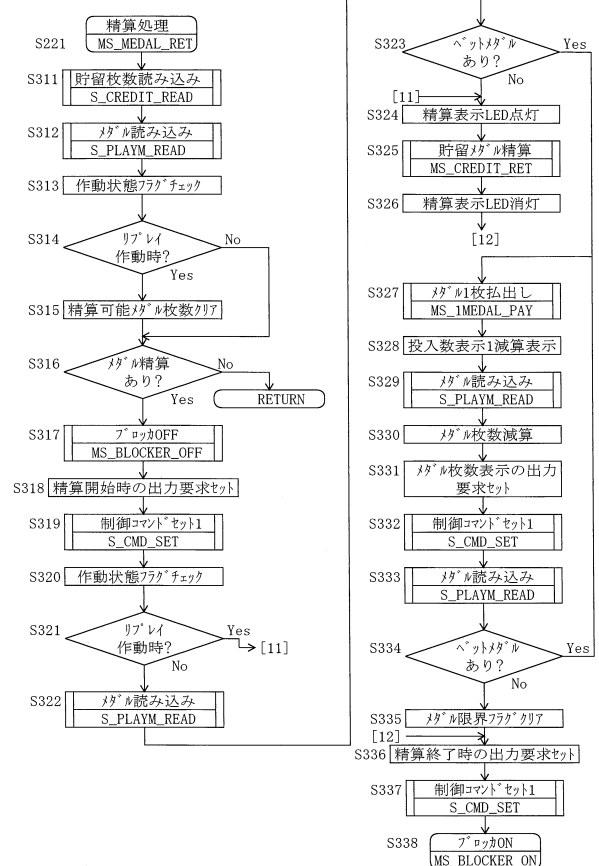 精算処理
S221
MS_MEDAL_RET
S311
貯留枚数読み込み
S_CREDIT_READ
S312
ﾒﾀﾞﾙ読み込み
S_PLAYM_READ
S313
作動状態ﾌﾗｸﾞﾁｪｯｸ
S314
ﾘﾌﾟﾚｲ
作動時?
No
Yes
S315
精算可能ﾒﾀﾞﾙ枚数ｸﾘｱ
S316
ﾒﾀﾞﾙ精算
あり?
No
Yes
RETURN
S317
ﾌﾞﾛｯｶOFF
MS_BLOCKER_OFF
S318
精算開始時の出力要求ｾｯﾄ
S319
制御ｺﾏﾝﾄﾞｾｯﾄ1
S_CMD_SET
S320
作動状態ﾌﾗｸﾞﾁｪｯｸ
S321
ﾘﾌﾟﾚｲ
作動時?
Yes
[11]
No
S322
ﾒﾀﾞﾙ読み込み
S_PLAYM_READ
S323
ﾍﾞｯﾄﾒﾀﾞﾙ
あり?
Yes
No
[11]
S324
精算表示LED点灯
S325
貯留ﾒﾀﾞﾙ精算
MS_CREDIT_RET
S326
精算表示LED消灯
[12]
S327
ﾒﾀﾞﾙ1枚払出し
MS_1MEDAL_PAY
S328
投入数表示1減算表示
S329
ﾒﾀﾞﾙ読み込み
S_PLAYM_READ
S330
ﾒﾀﾞﾙ枚数減算
S331
ﾒﾀﾞﾙ枚数表示の出力
要求ｾｯﾄ
S332
制御ｺﾏﾝﾄﾞｾｯﾄ1
S_CMD_SET
S333
ﾒﾀﾞﾙ読み込み
S_PLAYM_READ
S334
ﾍﾞｯﾄﾒﾀﾞﾙ
あり?
Yes
No
S335
ﾒﾀﾞﾙ限界ﾌﾗｸﾞｸﾘｱ
[12]
S336
精算終了時の出力要求ｾｯﾄ
S337
制御ｺﾏﾝﾄﾞｾｯﾄ1
S_CMD_SET
S338
ﾌﾞﾛｯｶON
MS_BLOCKER_ON